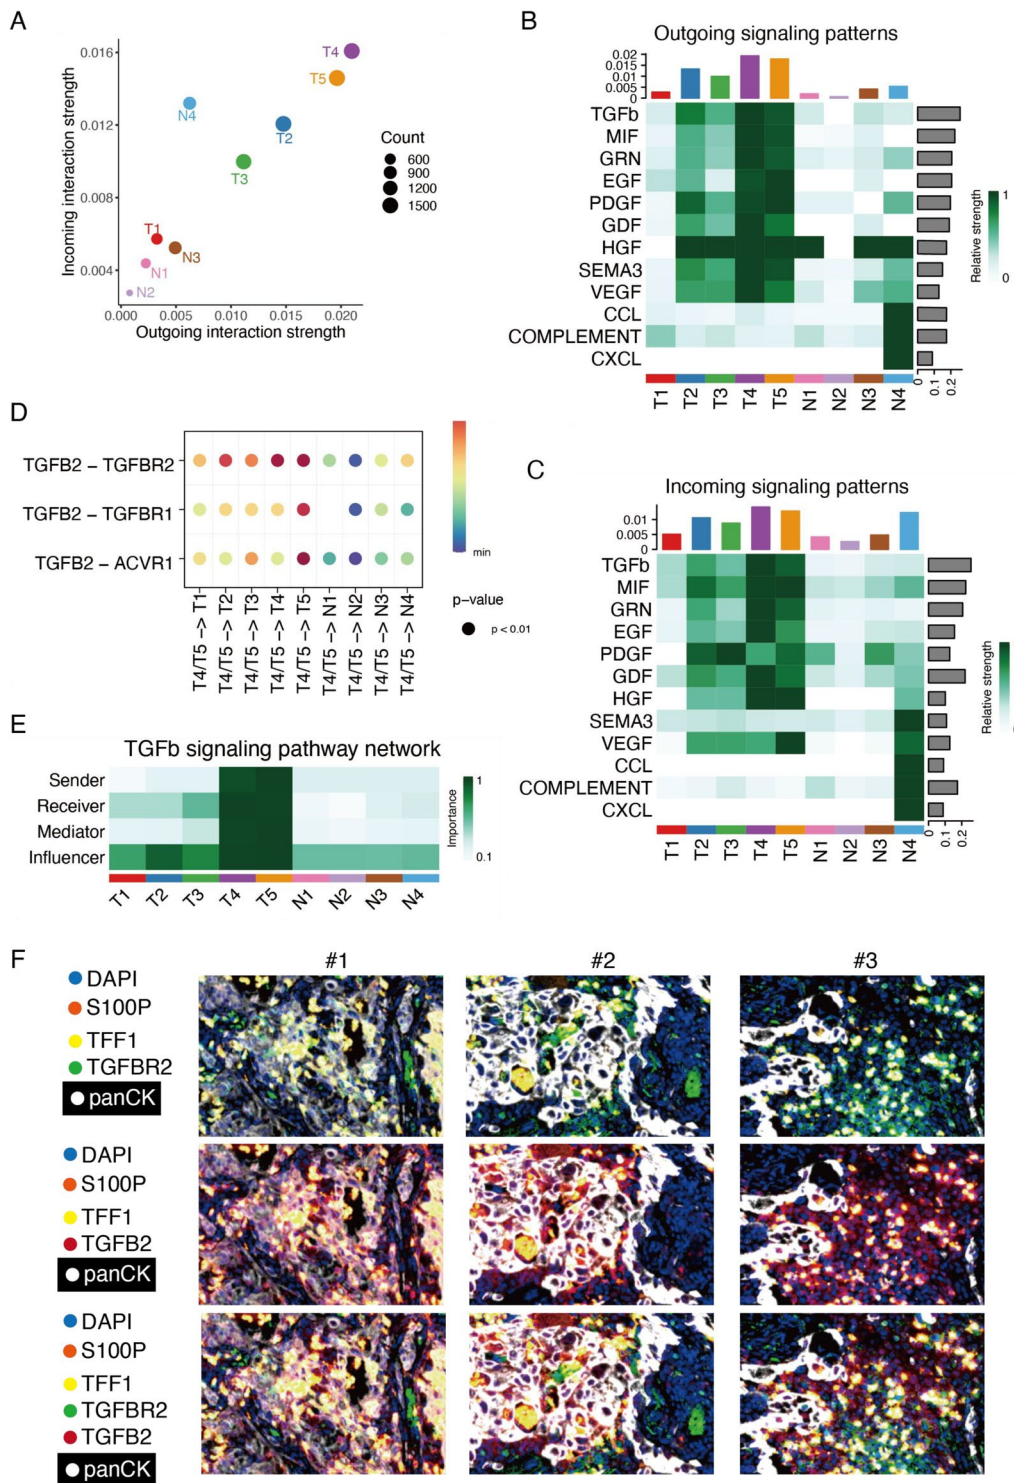 A
0.016
0.012
0.008
0.004
Incoming interaction strength
T4
T5
N4
T2
T3
T1
N3
N1
N2
Count
600
900
1200
1500
0.000
0.005
0.010
0.015
0.020
Outgoing interaction strength
B
Outgoing signaling patterns
0.02
0.015
0.01
0.005
0
TGFb
MIF
GRN
EGF
PDGF
GDF
HGF
SEMA3
VEGF
CCL
COMPLEMENT
CXCL
T1 T2 T3 T4 T5 N1 N2 N3 N4
0 0.1 0.2
Relative strength
1
0
D
TGFB2 – TGFBR2
TGFB2 – TGFBR1
TGFB2 – ACVR1
T4/T5 –> T1
T4/T5 –> T2
T4/T5 –> T3
T4/T5 –> T4
T4/T5 –> T5
T4/T5 –> N1
T4/T5 –> N2
T4/T5 –> N3
T4/T5 –> N4
min
p–value
p < 0.01
C
Incoming signaling patterns
0.01
0.005
0
TGFb
MIF
GRN
EGF
PDGF
GDF
HGF
SEMA3
VEGF
CCL
COMPLEMENT
CXCL
T1 T2 T3 T4 T5 N1 N2 N3 N4
0 0.1 0.2
Relative strength
E
TGFb signaling pathway network
Sender
Receiver
Mediator
Influencer
T1 T2 T3 T4 T5 N1 N2 N3 N4
Importance
1
0.1
F
#1 #2 #3
DAPI
S100P
TFF1
TGFBR2
panCK
DAPI
S100P
TFF1
TGFB2
panCK
DAPI
S100P
TFF1
TGFBR2
TGFB2
panCK